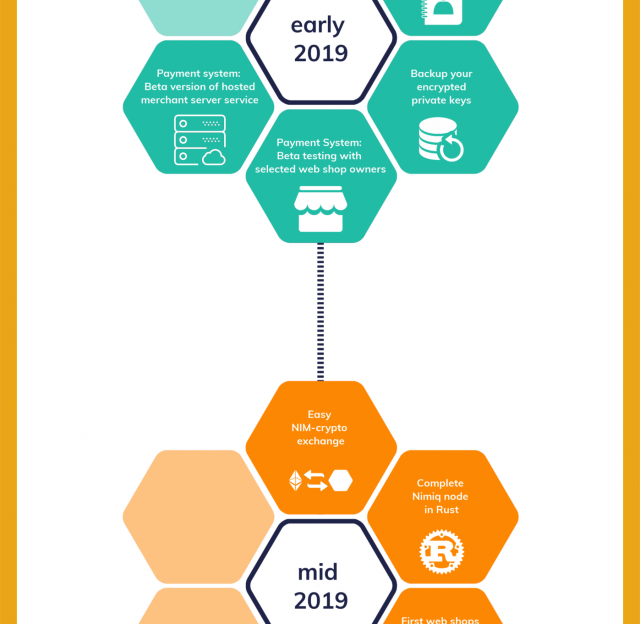 early
2019
Payment system:
Beta version of hosted
merchant server service
Backup your
encrypted
private keys
Payment System:
Beta testing with
selected web shop owners
Easy
NIM-crypto
exchange
Complete
Nimiq node
in Rust
R
mid
2019
First web shops